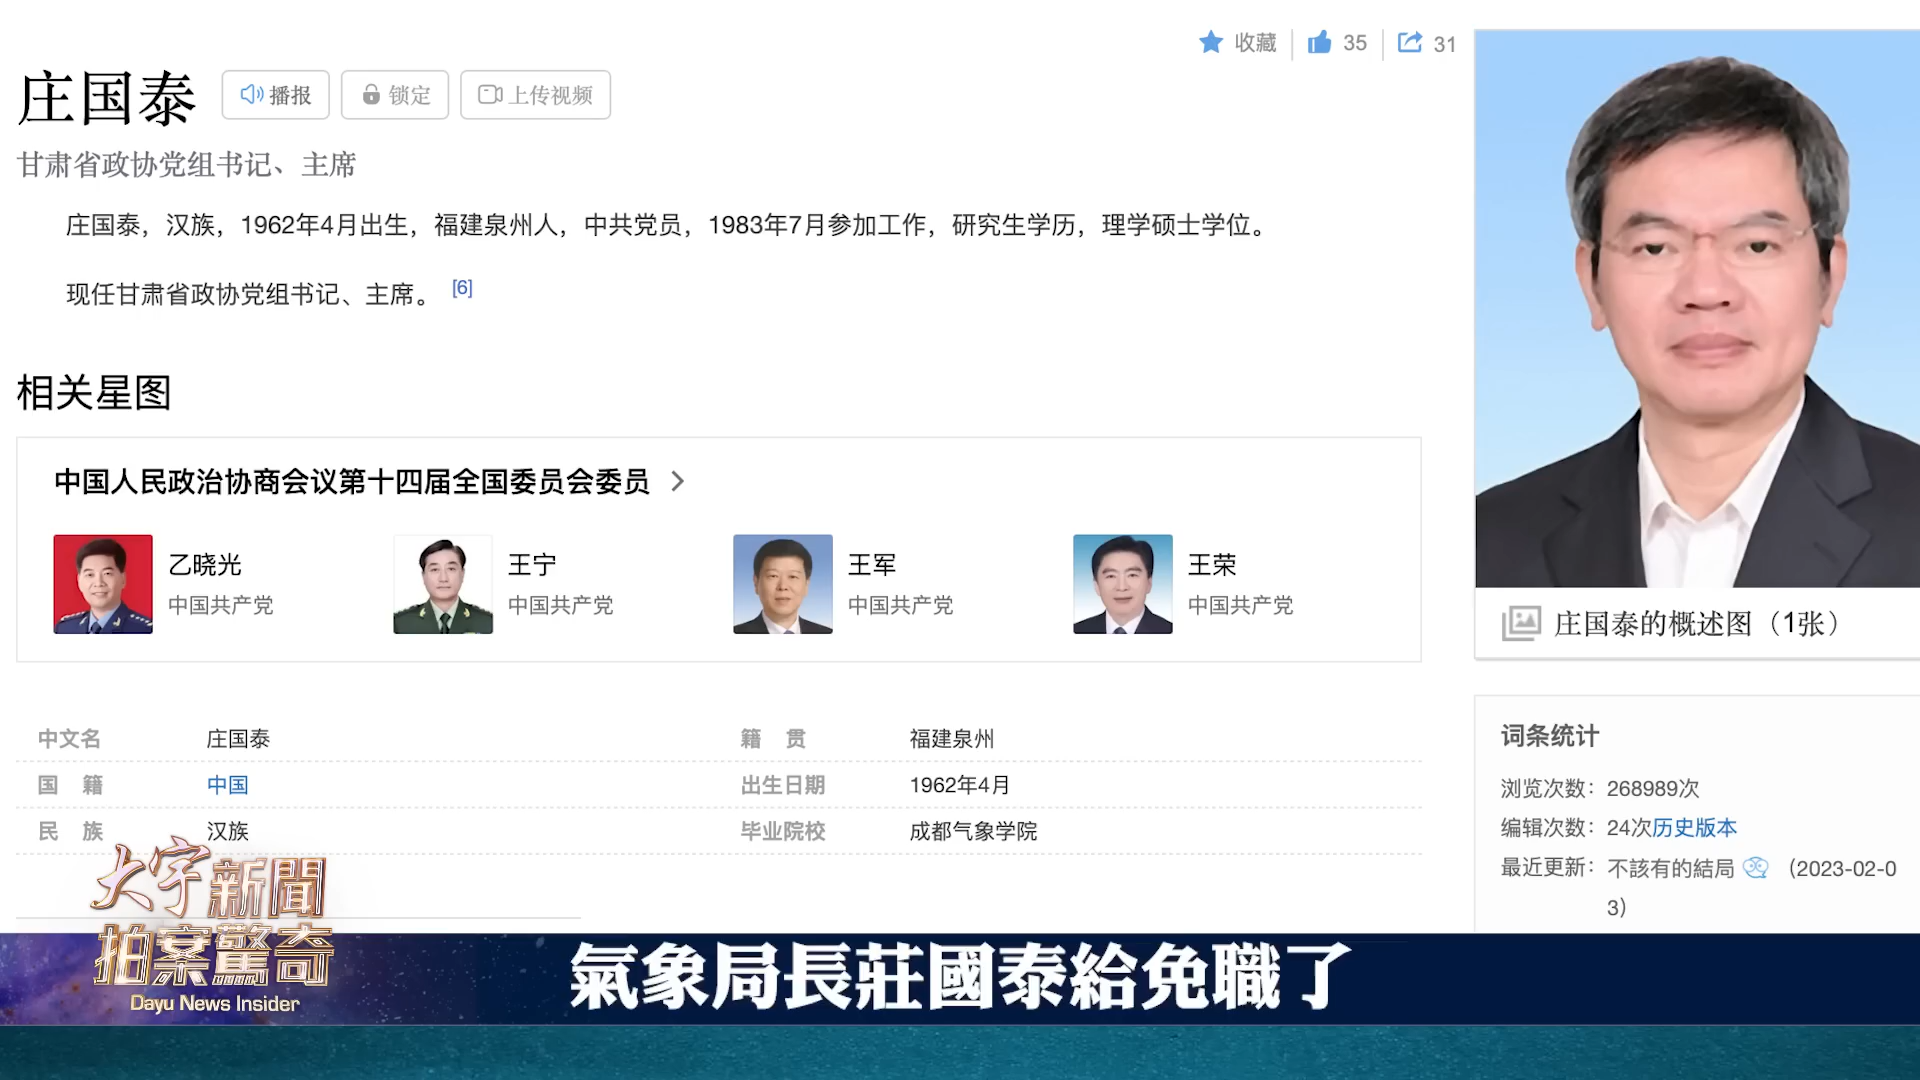 收藏 35 31
庄国泰 播报 锁定 上传视频
甘肃省政协党组书记、主席
庄国泰，汉族，1962年4月出生，福建泉州人，中共党员，1983年7月参加工作，研究生学历，理学硕士学位。
现任甘肃省政协党组书记、主席。 [6]
相关星图
中国人民政治协商会议第十四届全国委员会委员
乙晓光
中国共产党
王宁
中国共产党
王军
中国共产党
王荣
中国共产党
庄国泰的概述图（1张）
中文名 庄国泰 籍 贯 福建泉州
国 籍 中国 出生日期 1962年4月
民 族 汉族 毕业院校 成都气象学院
词条统计
浏览次数：268989次
编辑次数：24次历史版本
最近更新：不該有的結局 (2023-02-0
3)
大宇新聞
拍案驚奇
Dayu News Insider
氣象局長莊國泰給免職了